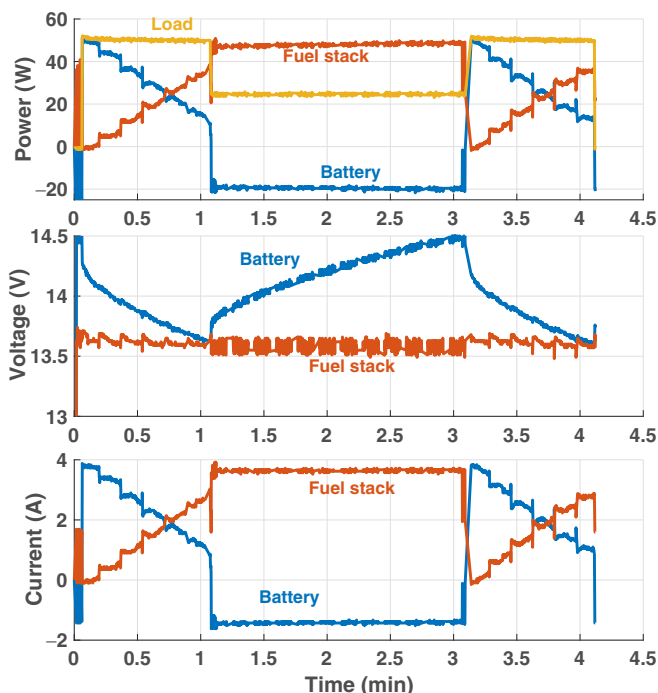 Load
Fuel stack
Battery
Power (W)
60
40
20
0
−20
0 0.5 1 1.5 2 2.5 3 3.5 4 4.5
Battery
Fuel stack
Voltage (V)
14.5
14
13.5
13
0 0.5 1 1.5 2 2.5 3 3.5 4 4.5
Fuel stack
Battery
Current (A)
4
2
0
−2
0 0.5 1 1.5 2 2.5 3 3.5 4 4.5
Time (min)